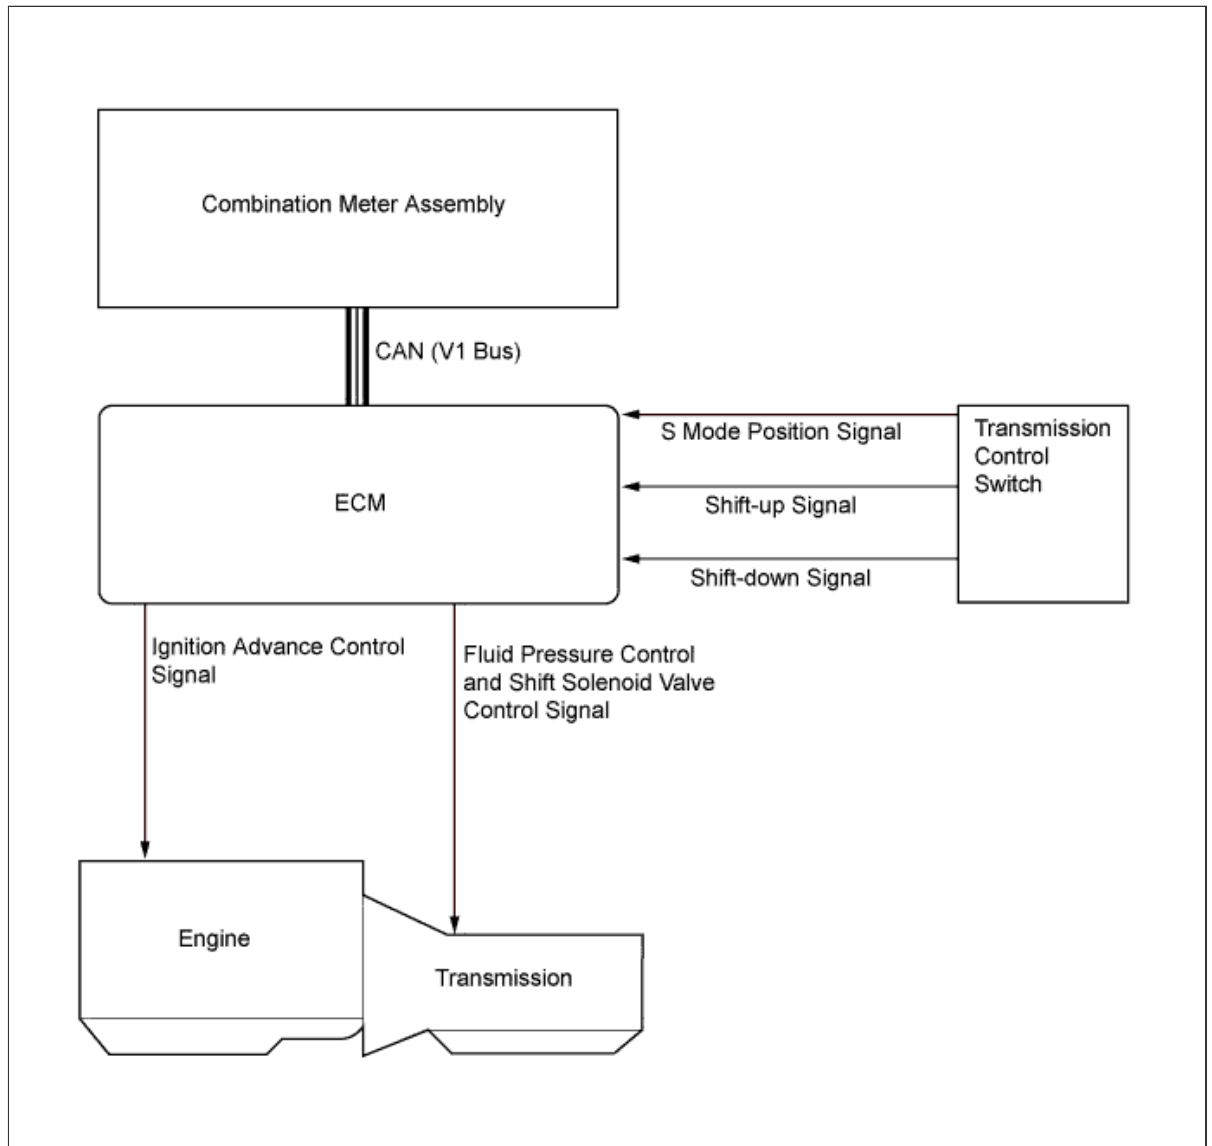 Combination Meter Assembly
CAN (V1 Bus)
ECM
S Mode Position Signal
Shift-up Signal
Shift-down Signal
Transmission
Control
Switch
Ignition Advance Control
Signal
Fluid Pressure Control
and Shift Solenoid Valve
Control Signal
Engine
Transmission